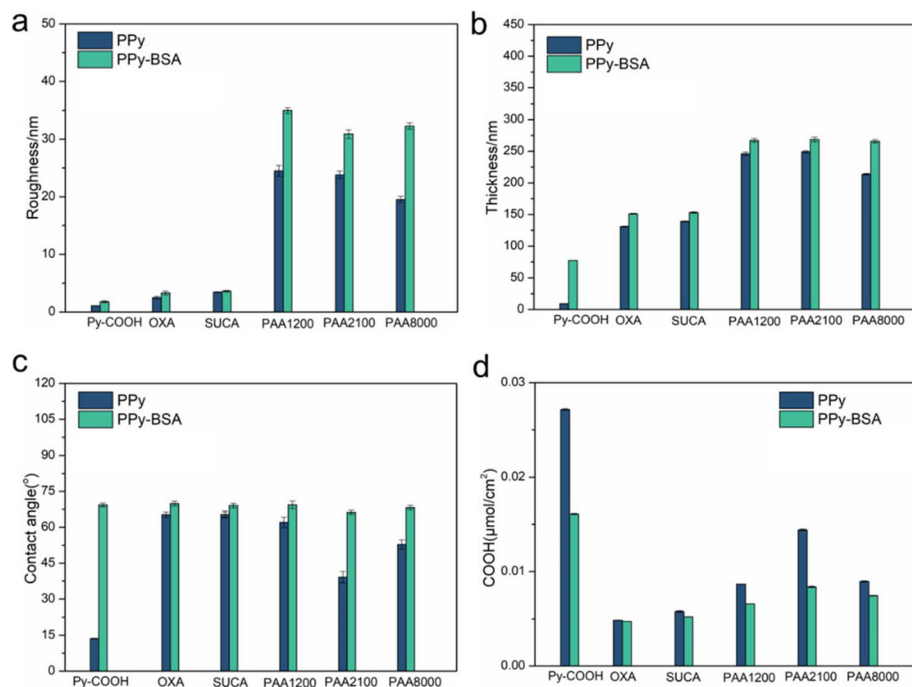 a
50
40
30
20
10
0
Roughness/nm
PPy
PPy-BSA
Py-COOH OXA SUCA PAA1200 PAA2100 PAA8000
b
450
400
350
300
250
200
150
100
50
0
Thickness/nm
PPy
PPy-BSA
Py-COOH OXA SUCA PAA1200 PAA2100 PAA8000
c
120
105
90
75
60
45
30
15
0
Contact angle(°)
PPy
PPy-BSA
Py-COOH OXA SUCA PAA1200 PAA2100 PAA8000
d
0.03
0.02
0.01
0.00
COOH(μmol/cm²)
PPy
PPy-BSA
Py-COOH OXA SUCA PAA1200 PAA2100 PAA8000